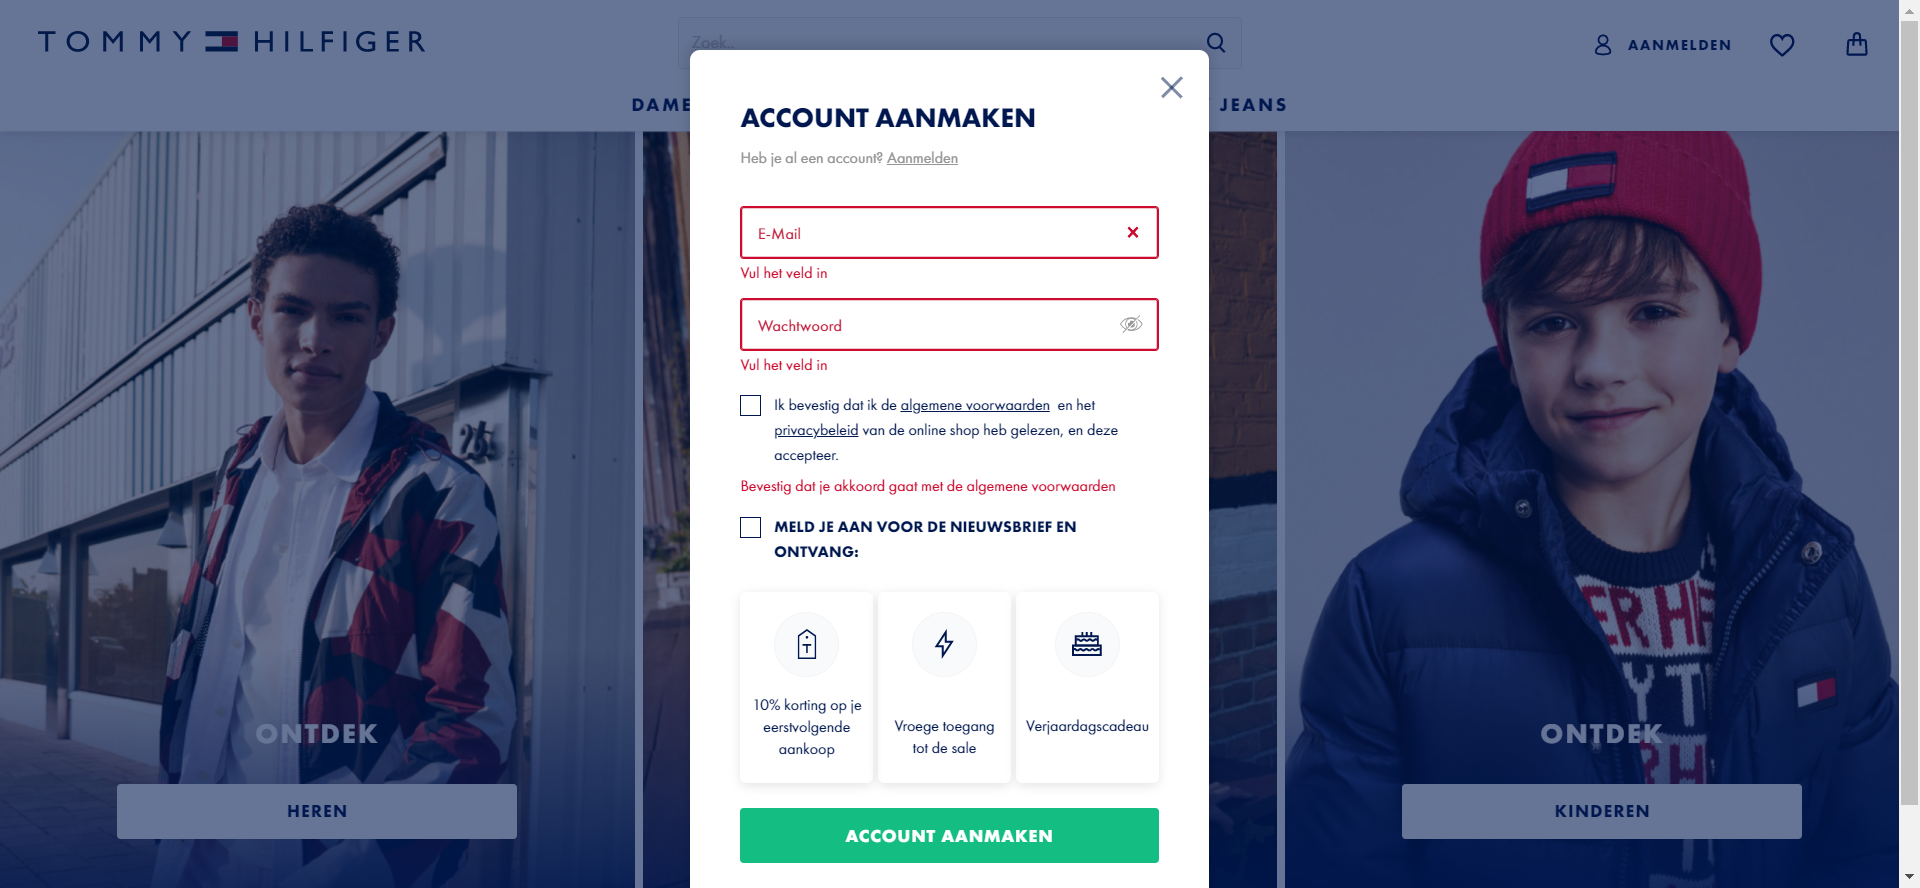 TOMMY HILFIGER
Zoek..
AANMELDEN
DAME
JEANS
ACCOUNT AANMAKEN
Heb je al een account? Aanmelden
E-Mail
Vul het veld in
Wachtwoord
Vul het veld in
Ik bevestig dat ik de algemene voorwaarden en het
privacybeleid van de online shop heb gelezen, en deze
accepteer.
Bevestig dat je akkoord gaat met de algemene voorwaarden
MELD JE AAN VOOR DE NIEUWSBRIEF EN
ONTVANG:
10% korting op je
eerstvolgende
aankoop
Vroege toegang
tot de sale
Verjaardagscadeau
ACCOUNT AANMAKEN
ONTDEK
HEREN
ONTDEK
KINDEREN